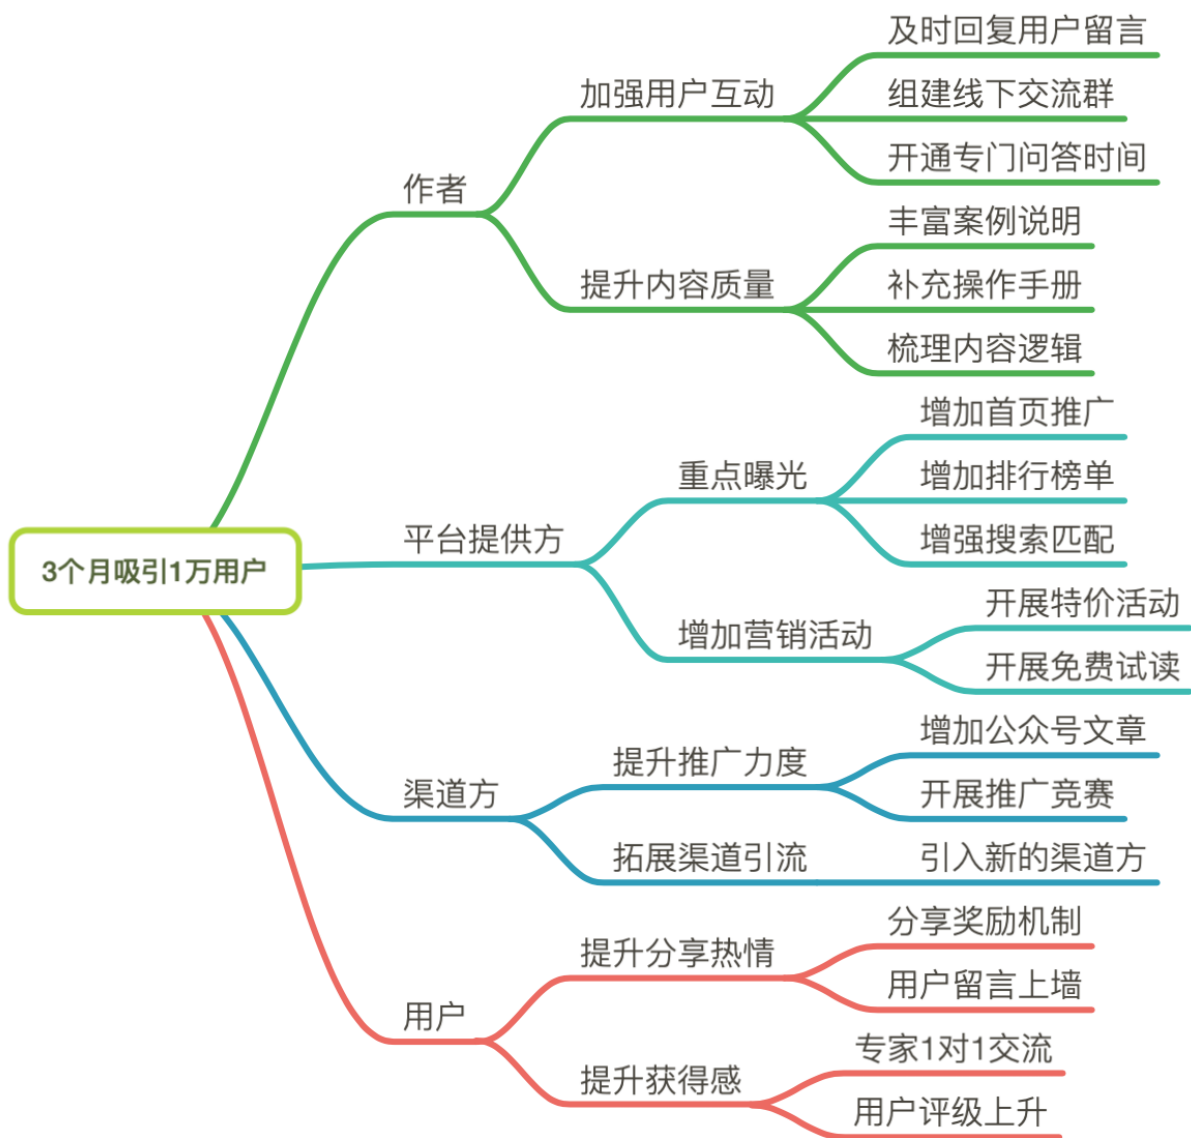 3个月吸引1万用户
作者
加强用户互动
及时回复用户留言
组建线下交流群
开通专门问答时间
提升内容质量
丰富案例说明
补充操作手册
梳理内容逻辑
平台提供方
重点曝光
增加首页推广
增加排行榜单
增强搜索匹配
增加营销活动
开展特价活动
开展免费试读
渠道方
提升推广力度
增加公众号文章
开展推广竞赛
拓展渠道引流
引入新的渠道方
用户
提升分享热情
分享奖励机制
用户留言上墙
提升获得感
专家1对1交流
用户评级上升